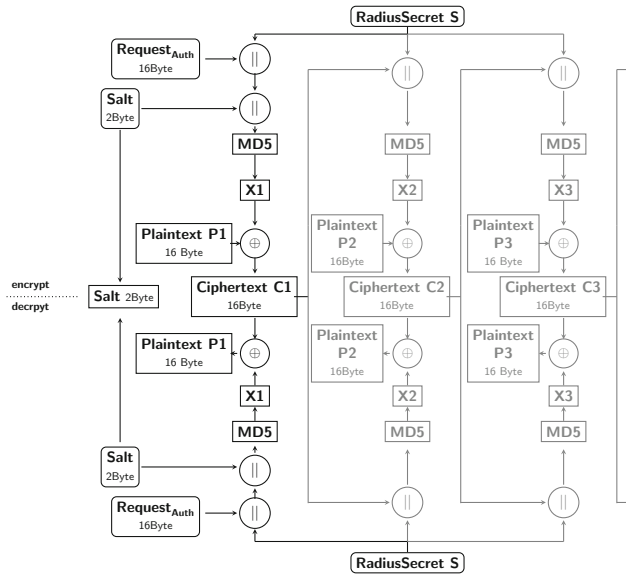 RadiusSecret S
Request_Auth
16Byte
||
||
||
Salt
2Byte
||
MD5
MD5
MD5
X1
X2
X3
Plaintext P1
16 Byte
⊕
Plaintext
P2
16 Byte
⊕
Plaintext
P3
16 Byte
⊕
encrypt
decrpyt
Salt 2Byte
Ciphertext C1
16Byte
Ciphertext C2
16Byte
Ciphertext C3
16Byte
Plaintext P1
16 Byte
⊕
Plaintext
P2
16Byte
⊕
Plaintext
P3
16 Byte
⊕
X1
X2
X3
MD5
MD5
MD5
Salt
2Byte
||
Request_Auth
16Byte
||
||
||
RadiusSecret S